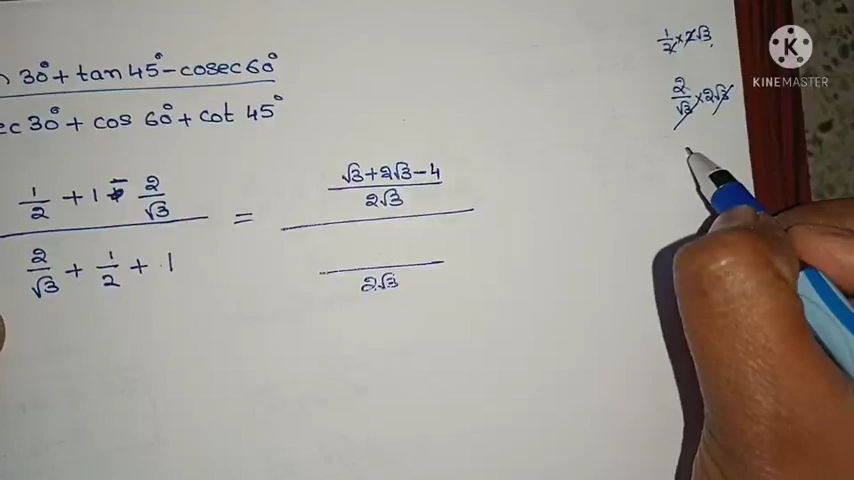 30° + tan 45° − cosec 60°
ec 30° + cos 60° + cot 45°
1/2 + 1 − 2/√3
2/√3 + 1/2 + 1
=
√3 + 2√3 − 4
2√3
2√3
1/2 × 2√3
2/√3 × 2√3
K
KINEMASTER